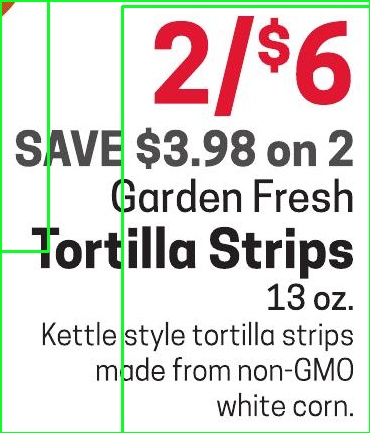 2/$6
SAVE $3.98 on 2
Garden Fresh
Tortilla Strips
13 oz.
Kettle style tortilla strips
made from non-GMO
white corn.